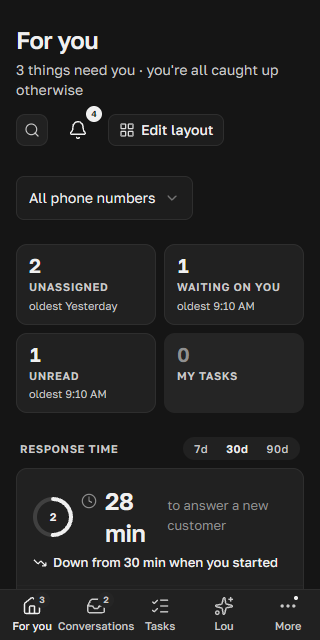 For you
3 things need you · you're all caught up
otherwise
4
Edit layout
All phone numbers
2
UNASSIGNED
oldest Yesterday
1
WAITING ON YOU
oldest 9:10 AM
1
UNREAD
oldest 9:10 AM
0
MY TASKS
RESPONSE TIME
7d 30d 90d
2
28
min
to answer a new
customer
Down from 30 min when you started
3
For you
2
Conversations
Tasks
Lou
More